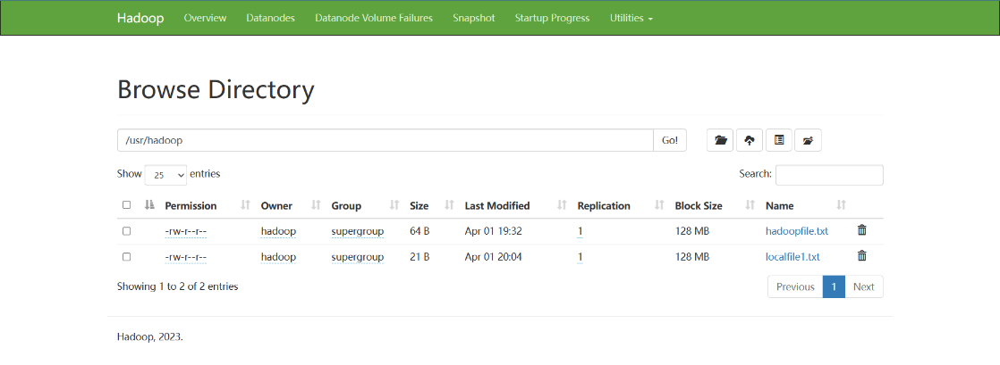 Hadoop Overview Datanodes Datanode Volume Failures Snapshot Startup Progress Utilities
Browse Directory
/usr/hadoop Go!
Show 25 entries Search:
Permission Owner Group Size Last Modified Replication Block Size Name
-rw-r--r-- hadoop supergroup 64 B Apr 01 19:32 1 128 MB hadoopfile.txt
-rw-r--r-- hadoop supergroup 21 B Apr 01 20:04 1 128 MB localfile1.txt
Showing 1 to 2 of 2 entries Previous 1 Next
Hadoop, 2023.